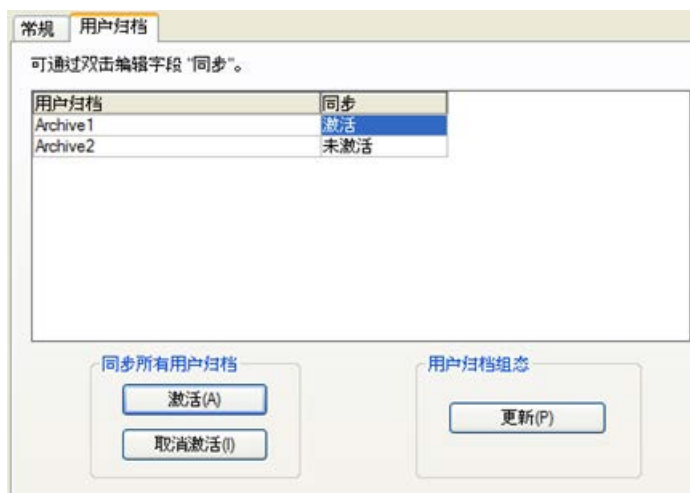 常规 用户归档
可通过双击编辑字段 "同步"。
用户归档 同步
Archive1 激活
Archive2 未激活
同步所有用户归档 用户归档组态
激活(A)
更新(P)
取消激活(I)